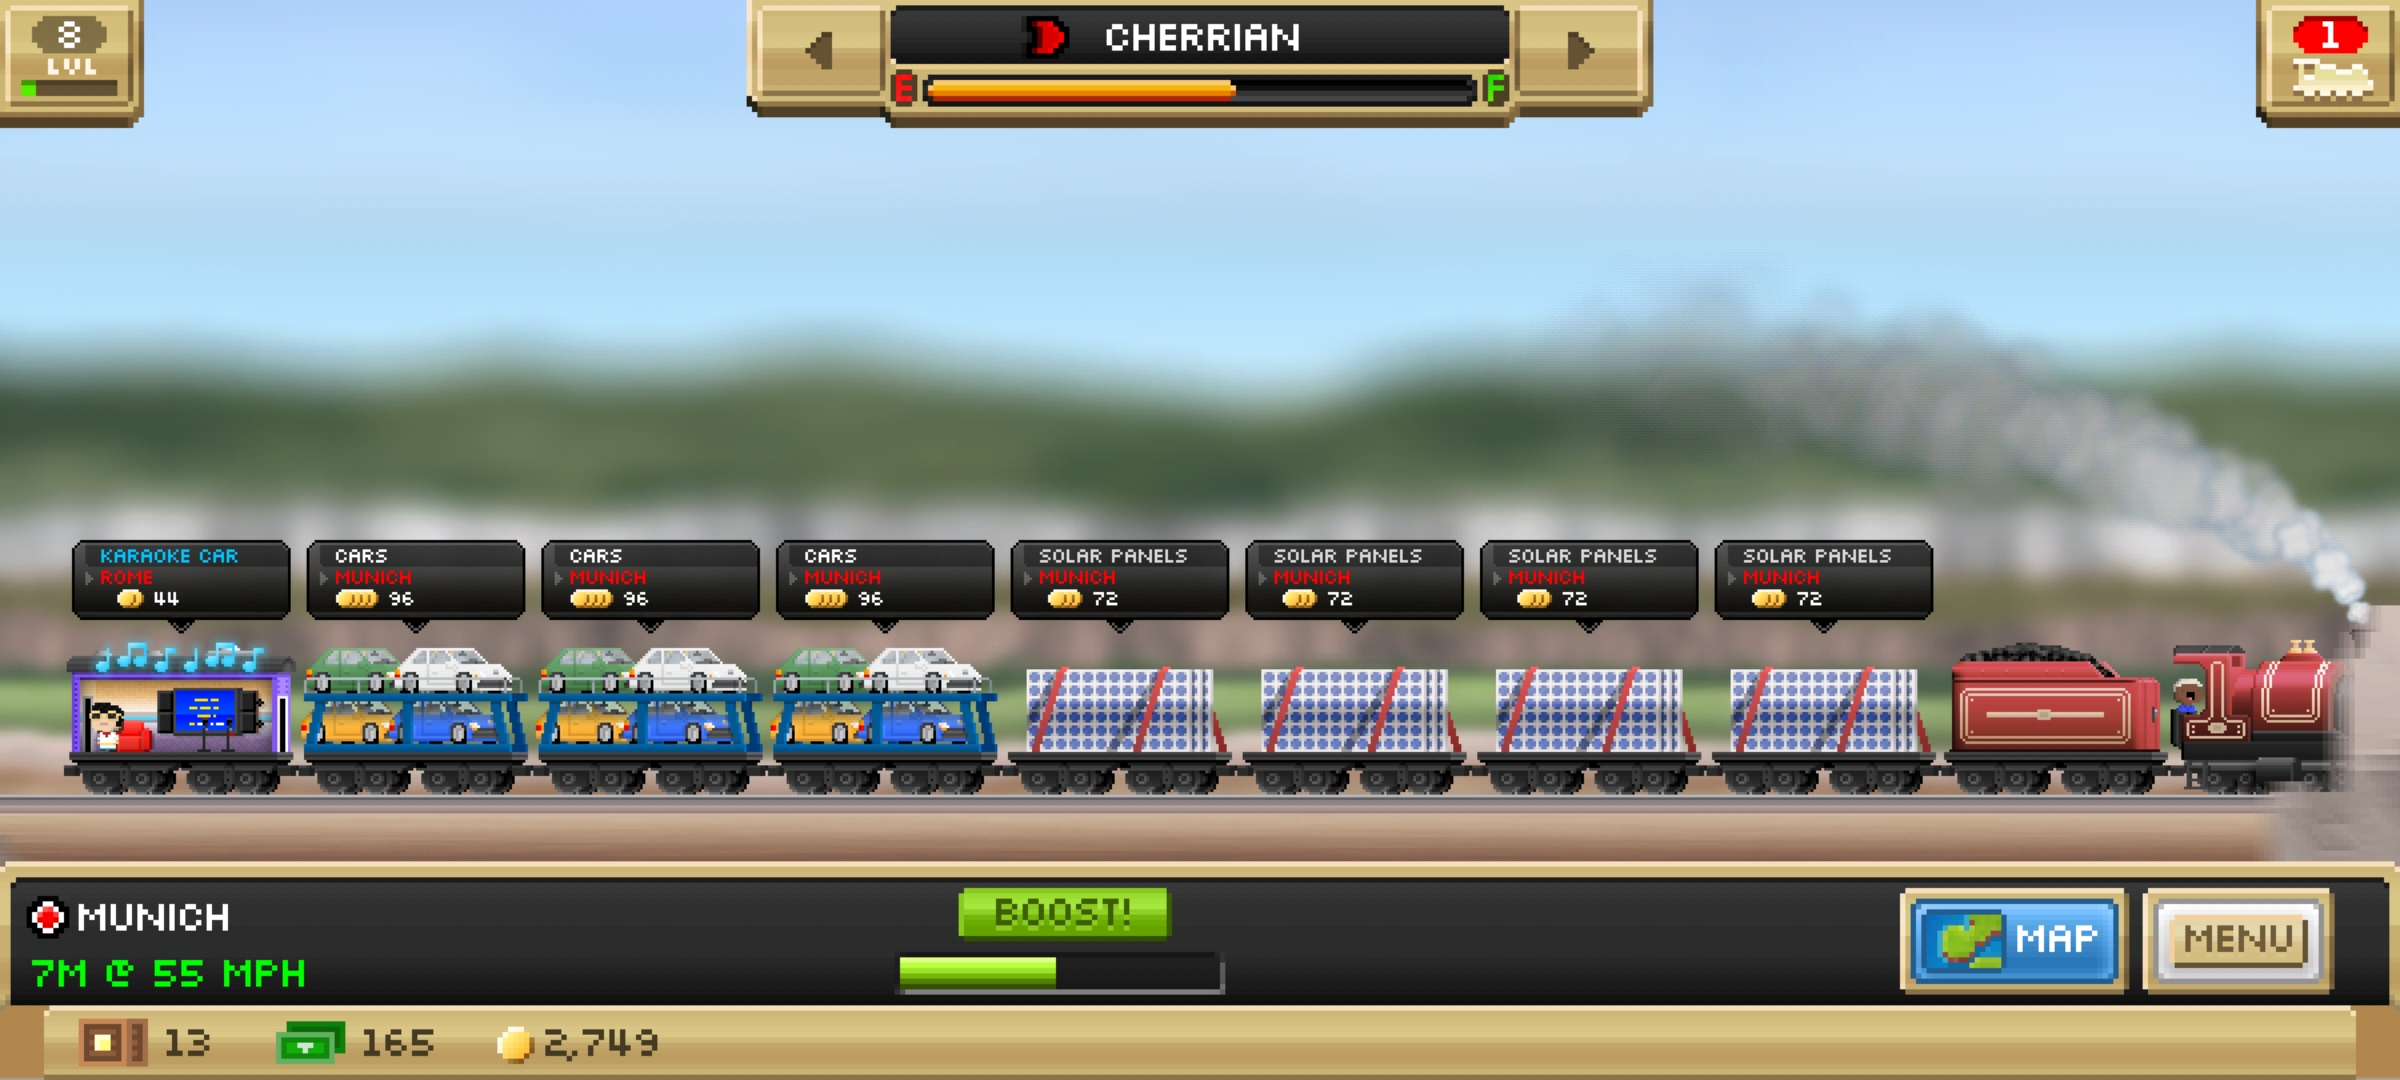 8
LVL
CHERRIAN
E F
1
KARAOKE CAR
ROME
44
CARS
MUNICH
96
CARS
MUNICH
96
CARS
MUNICH
96
SOLAR PANELS
MUNICH
72
SOLAR PANELS
MUNICH
72
SOLAR PANELS
MUNICH
72
SOLAR PANELS
MUNICH
72
MUNICH
7M @ 55 MPH
BOOST!
MAP
MENU
13
165
2,749